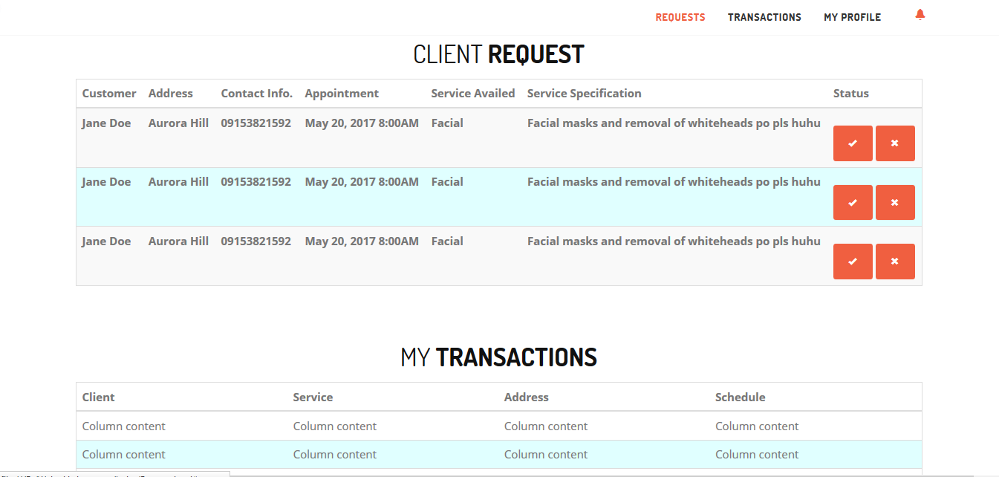 REQUESTS TRANSACTIONS MY PROFILE
CLIENT REQUEST
Customer Address Contact Info. Appointment Service Availed Service Specification Status
Jane Doe Aurora Hill 09153821592 May 20, 2017 8:00AM Facial Facial masks and removal of whiteheads po pls huhu
Jane Doe Aurora Hill 09153821592 May 20, 2017 8:00AM Facial Facial masks and removal of whiteheads po pls huhu
Jane Doe Aurora Hill 09153821592 May 20, 2017 8:00AM Facial Facial masks and removal of whiteheads po pls huhu
MY TRANSACTIONS
Client Service Address Schedule
Column content Column content Column content Column content
Column content Column content Column content Column content